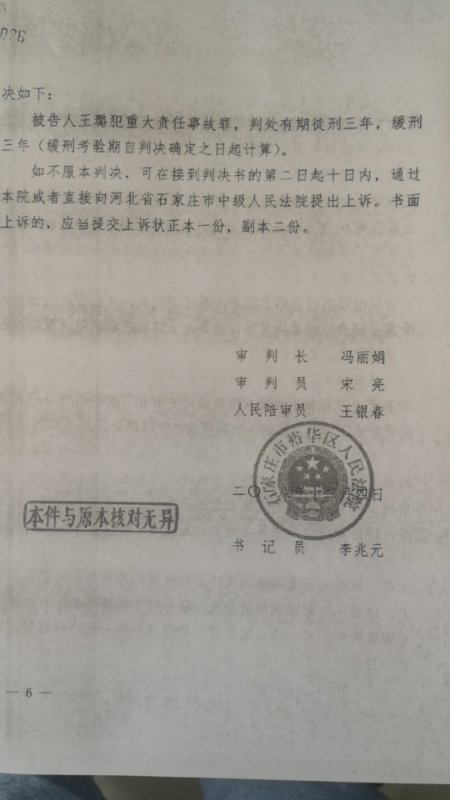 决如下：
被告人王璐犯重大责任事故罪，判处有期徒刑三年，缓刑
三年（缓刑考验期自判决确定之日起计算）。
如不服本判决，可在接到判决书的第二日起十日内，通过
本院或者直接向河北省石家庄市中级人民法院提出上诉。书面
上诉的，应当提交上诉状正本一份，副本二份。
审判长 冯丽娟
审判员 宋亮
人民陪审员 王银春
石家庄市裕华区人民法院
二〇 年十 月四日
本件与原本核对无异
书记员 李兆元
— 6 —